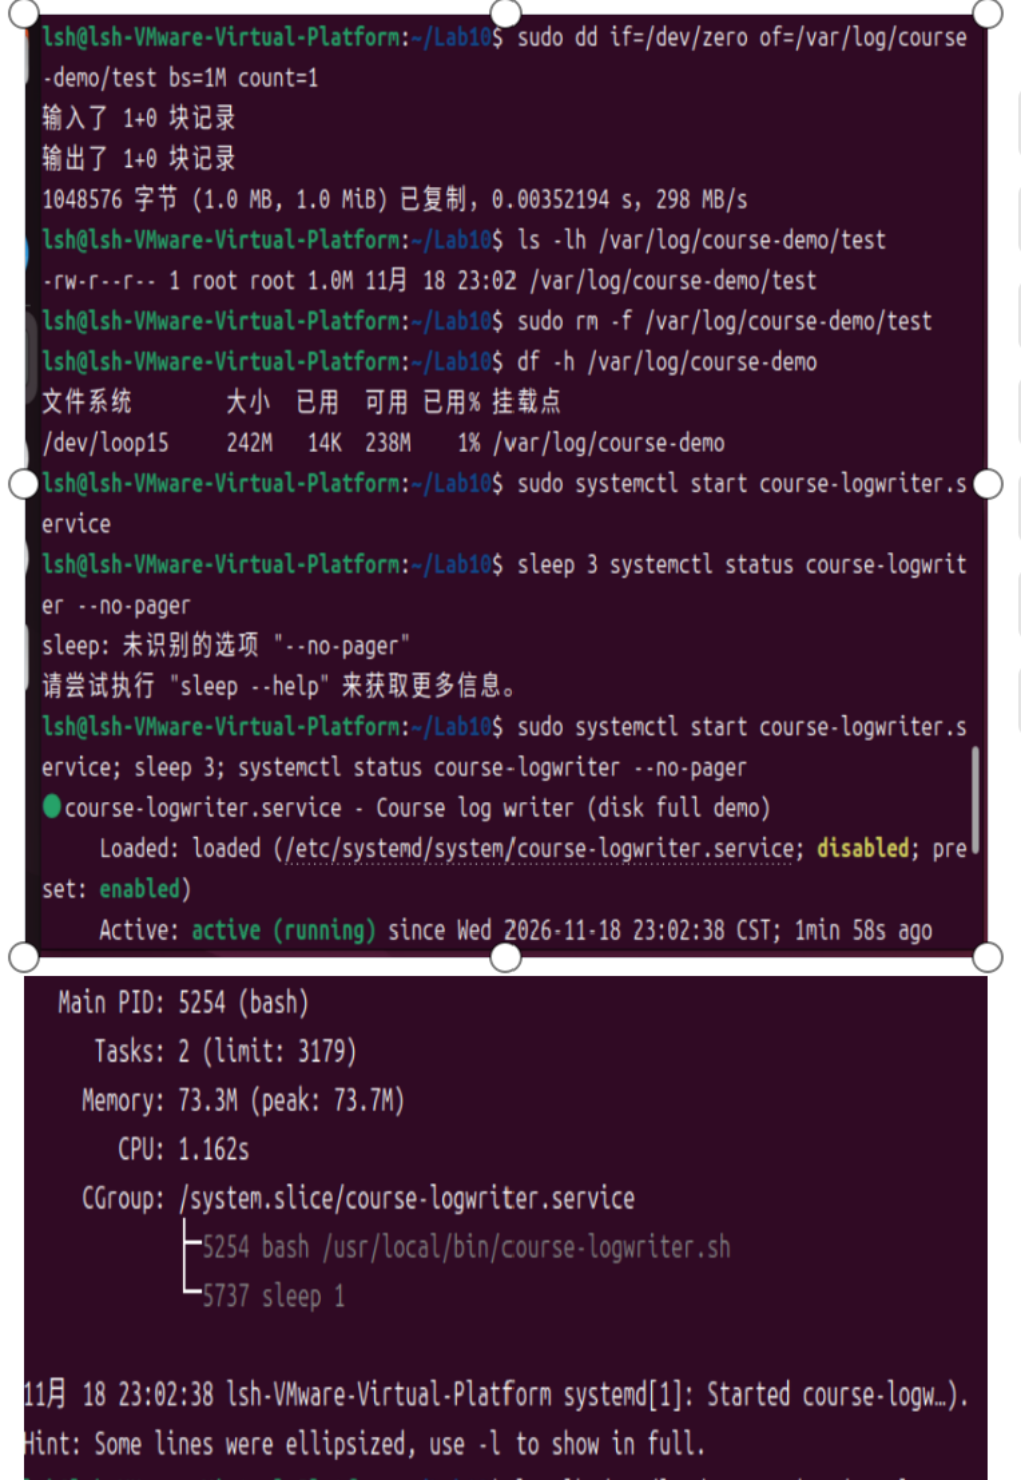 lsh@lsh-VMware-Virtual-Platform:~/Lab10$ sudo dd if=/dev/zero of=/var/log/course
-demo/test bs=1M count=1
输入了 1+0 块记录
输出了 1+0 块记录
1048576 字节 (1.0 MB, 1.0 MiB) 已复制，0.00352194 s，298 MB/s
lsh@lsh-VMware-Virtual-Platform:~/Lab10$ ls -lh /var/log/course-demo/test
-rw-r--r-- 1 root root 1.0M 11月 18 23:02 /var/log/course-demo/test
lsh@lsh-VMware-Virtual-Platform:~/Lab10$ sudo rm -f /var/log/course-demo/test
lsh@lsh-VMware-Virtual-Platform:~/Lab10$ df -h /var/log/course-demo
文件系统 大小 已用 可用 已用% 挂载点
/dev/loop15 242M 14K 238M 1% /var/log/course-demo
lsh@lsh-VMware-Virtual-Platform:~/Lab10$ sudo systemctl start course-logwriter.s
ervice
lsh@lsh-VMware-Virtual-Platform:~/Lab10$ sleep 3 systemctl status course-logwrit
er --no-pager
sleep: 未识别的选项 "--no-pager"
请尝试执行 "sleep --help" 来获取更多信息。
lsh@lsh-VMware-Virtual-Platform:~/Lab10$ sudo systemctl start course-logwriter.s
ervice; sleep 3; systemctl status course-logwriter --no-pager
course-logwriter.service - Course log writer (disk full demo)
Loaded: loaded (/etc/systemd/system/course-logwriter.service; disabled; pre
set: enabled)
Active: active (running) since Wed 2026-11-18 23:02:38 CST; 1min 58s ago
Main PID: 5254 (bash)
Tasks: 2 (limit: 3179)
Memory: 73.3M (peak: 73.7M)
CPU: 1.162s
CGroup: /system.slice/course-logwriter.service
├─5254 bash /usr/local/bin/course-logwriter.sh
└─5737 sleep 1
11月 18 23:02:38 lsh-VMware-Virtual-Platform systemd[1]: Started course-logw…).
Hint: Some lines were ellipsized, use -l to show in full.